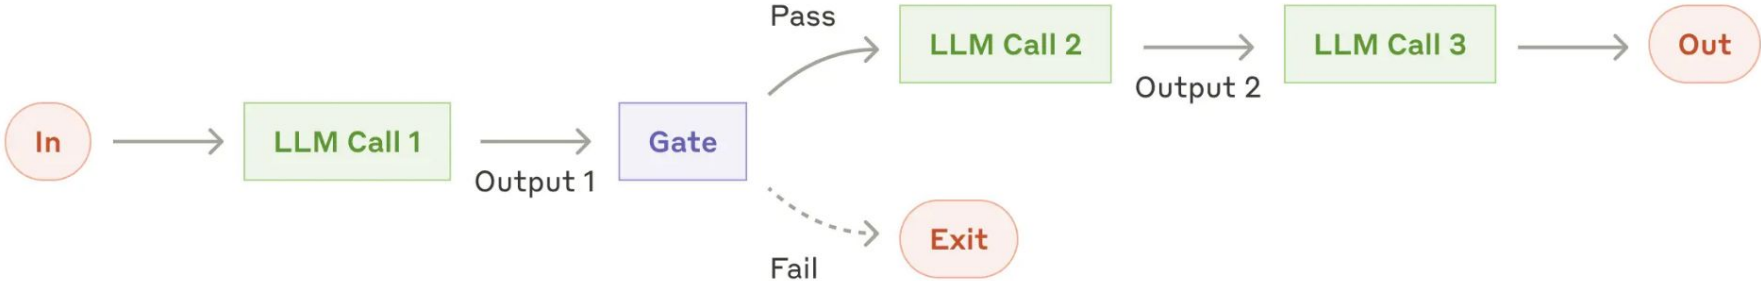 In
LLM Call 1
Output 1
Gate
Pass
LLM Call 2
Output 2
LLM Call 3
Out
Fail
Exit